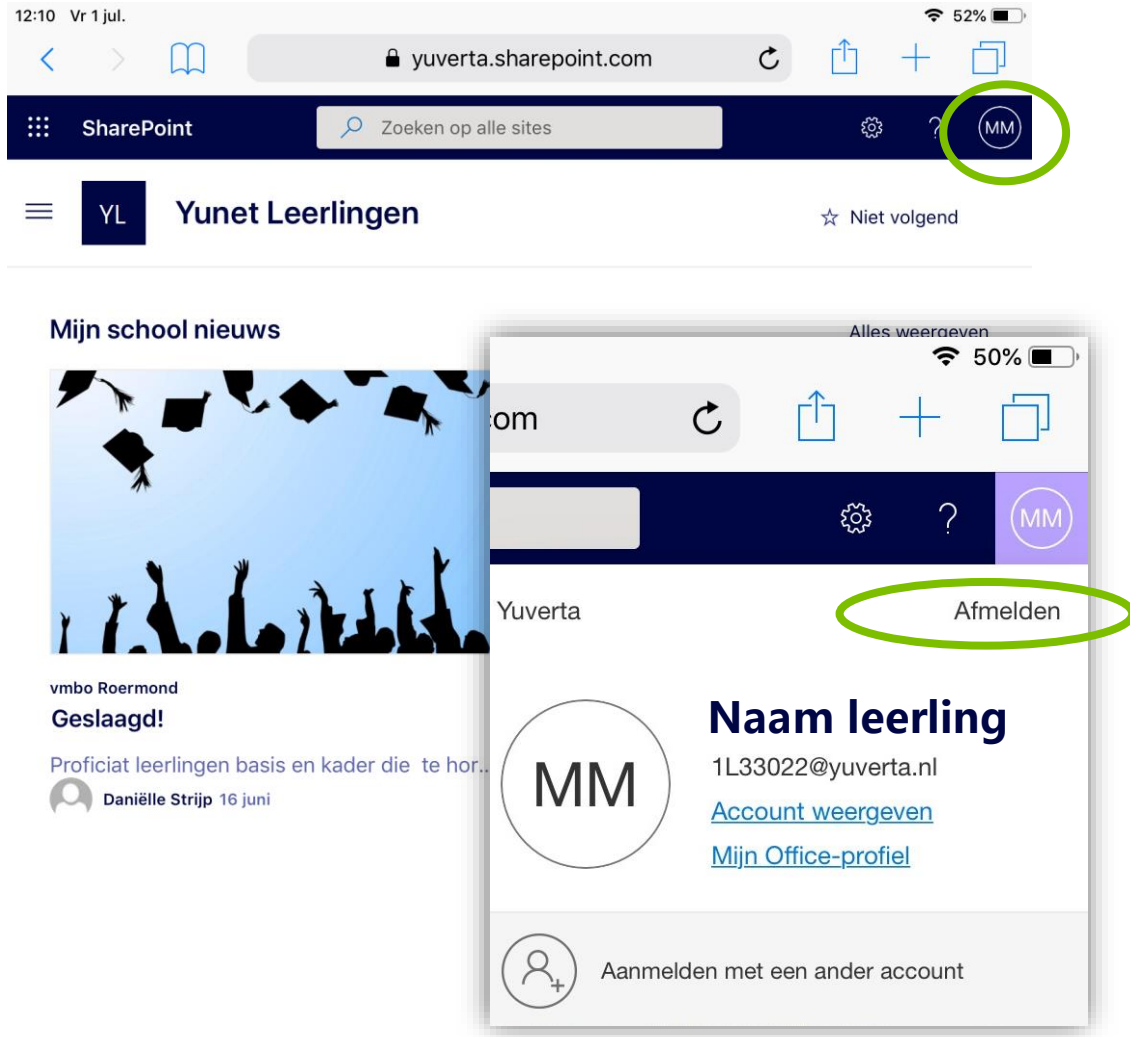 12:10 Vr 1 jul.
52%
yuverta.sharepoint.com
SharePoint
Zoeken op alle sites
?
MM
YL
Yunet Leerlingen
Niet volgend
Mijn school nieuws
Alles weergeven
vmbo Roermond
Geslaagd!
Proficiat leerlingen basis en kader die te hor...
Daniëlle Strijp 16 juni
50%
com
?
MM
Yuverta
Afmelden
MM
Naam leerling
1L33022@yuverta.nl
Account weergeven
Mijn Office-profiel
Aanmelden met een ander account